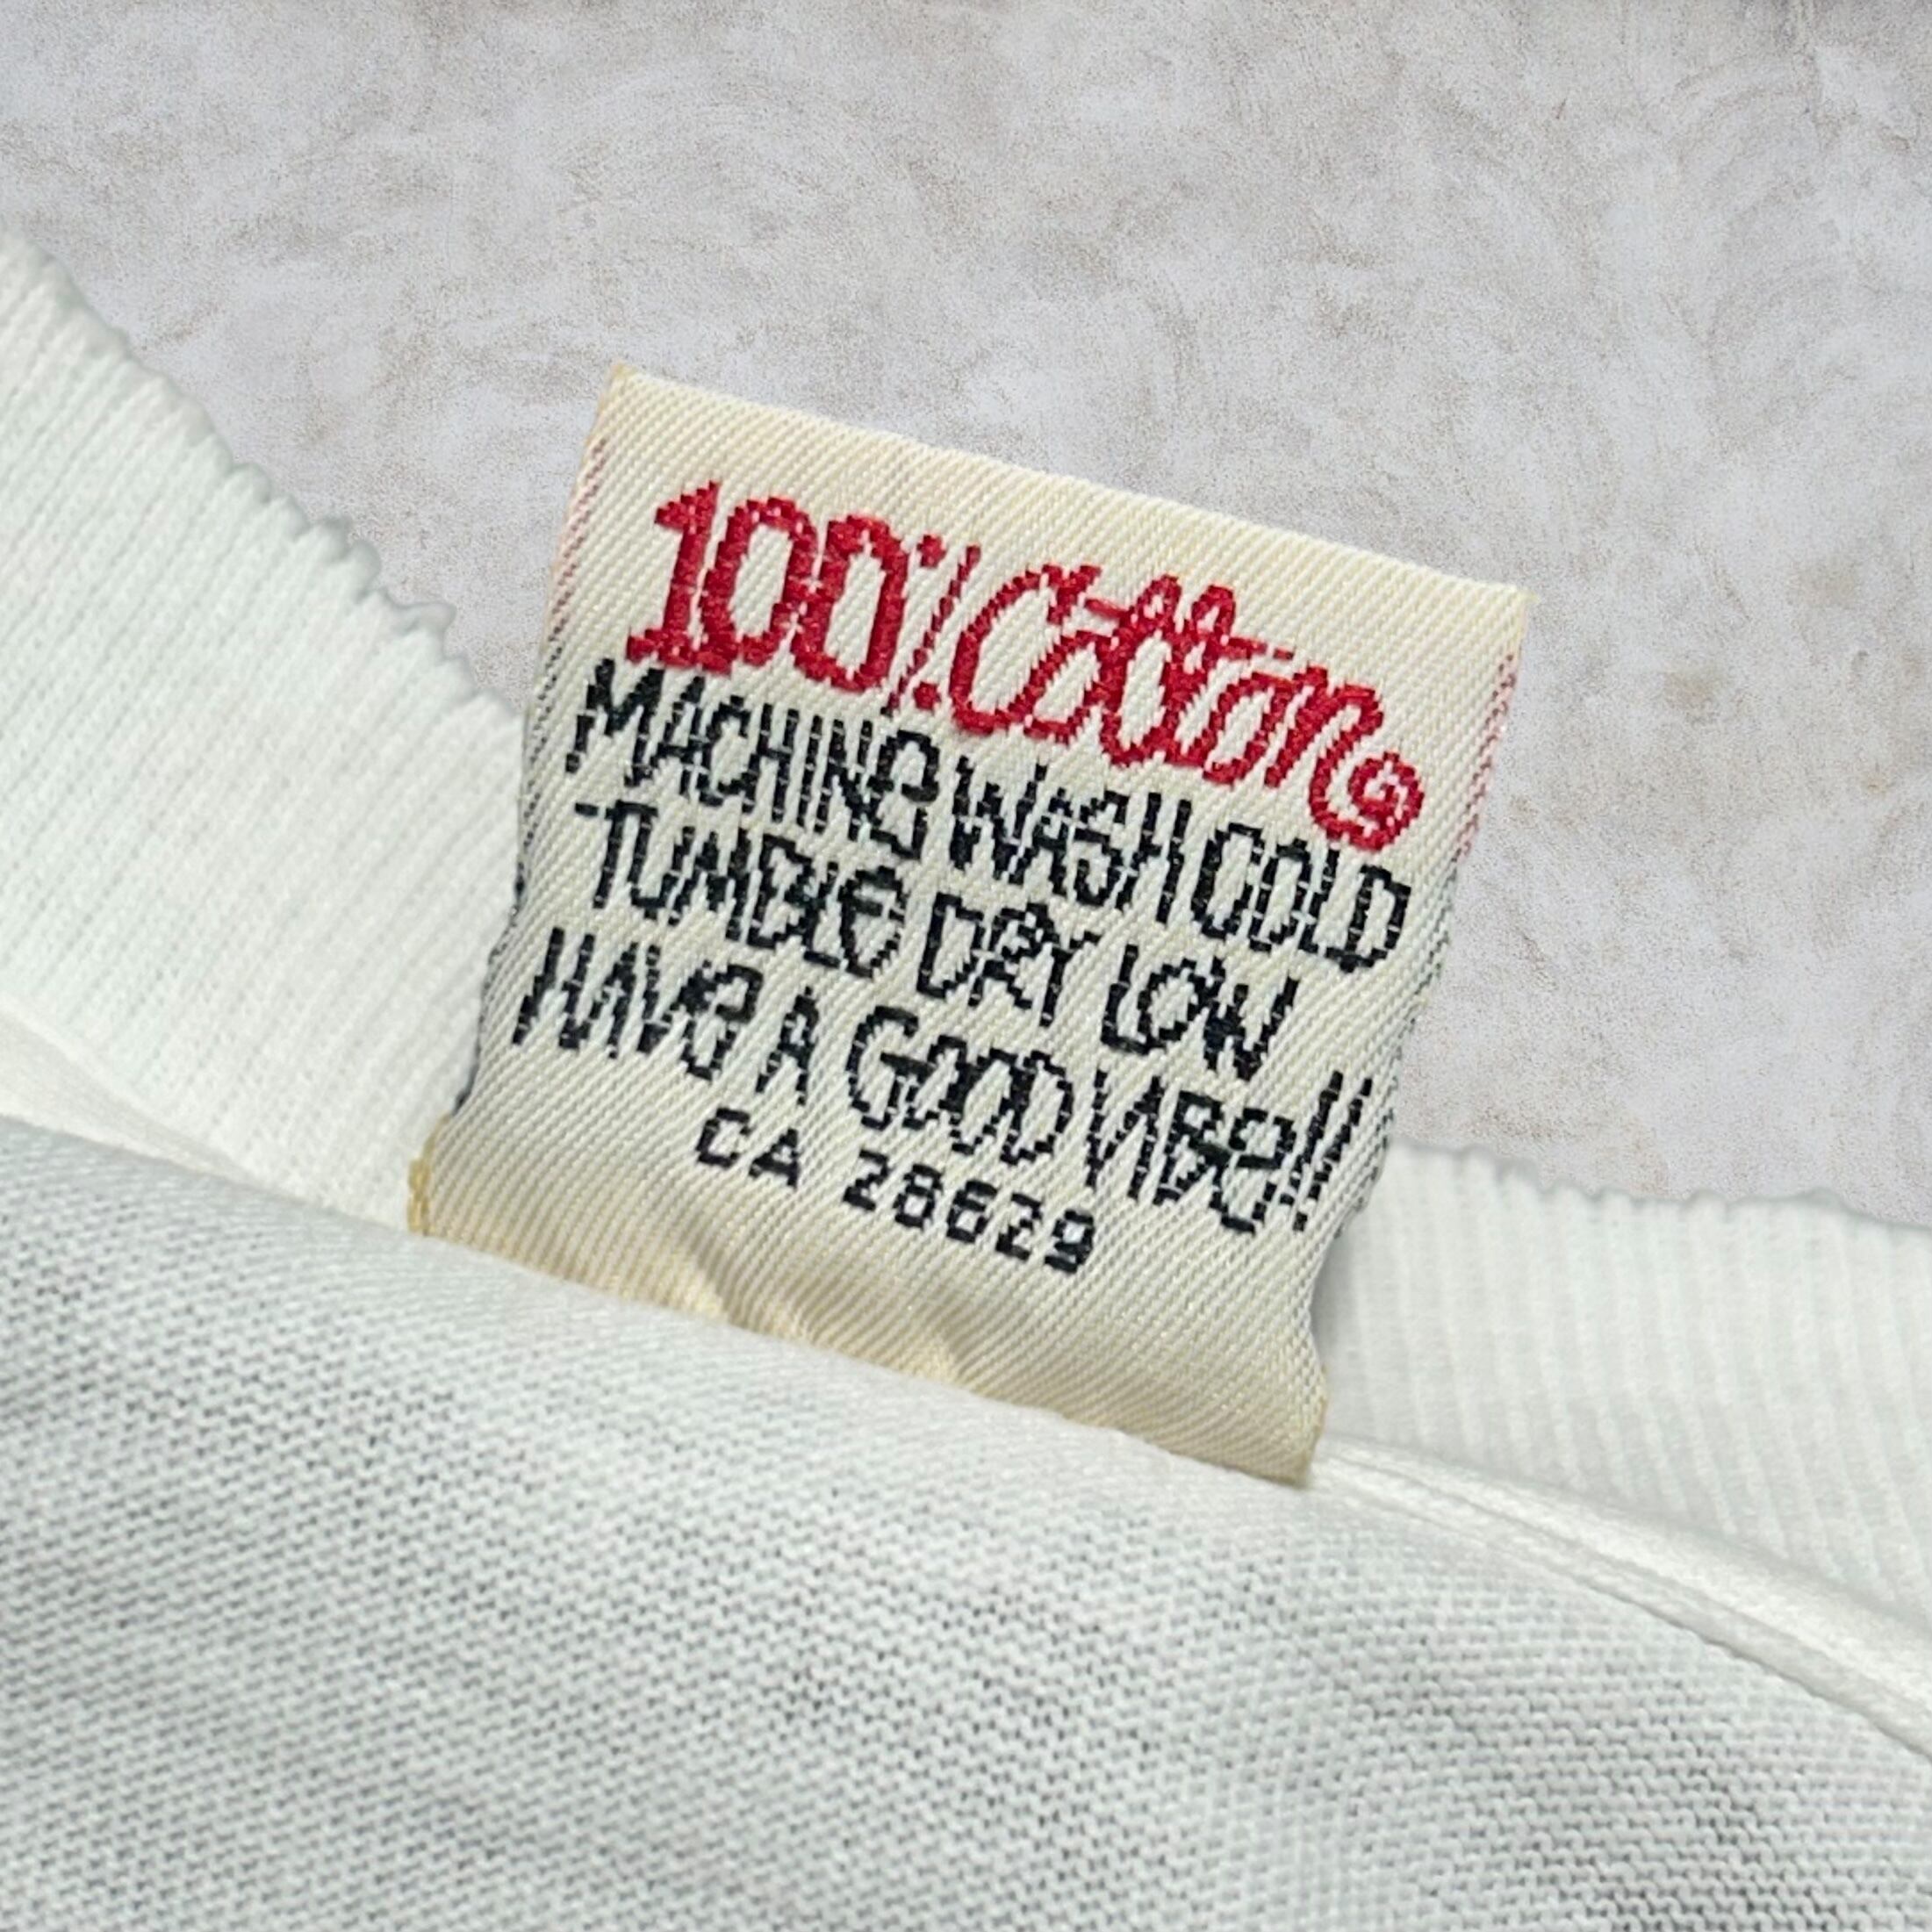 100% Cotton
MACHINE WASH COLD
TUMBLE DRY LOW
HAVE A GOOD VIBE!!
CA 28629